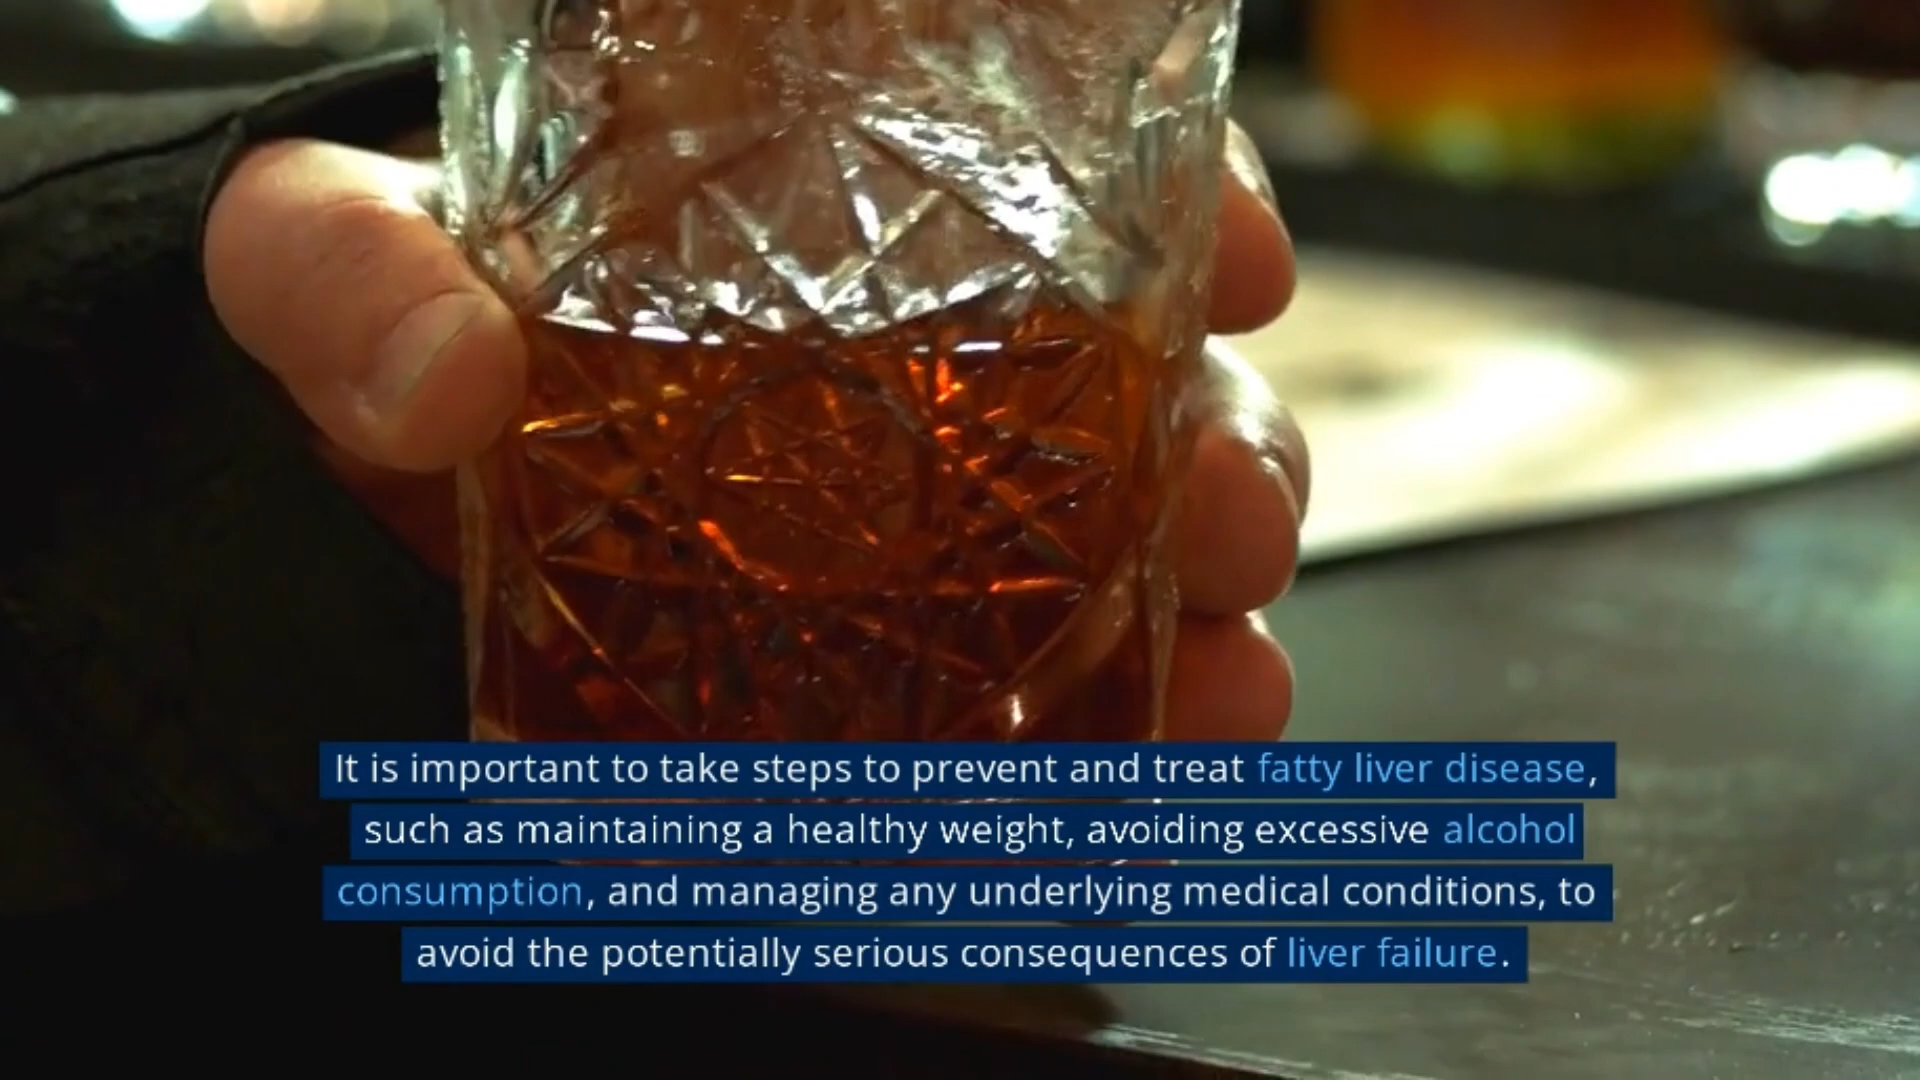 It is important to take steps to prevent and treat fatty liver disease,
such as maintaining a healthy weight, avoiding excessive alcohol
consumption, and managing any underlying medical conditions, to
avoid the potentially serious consequences of liver failure.